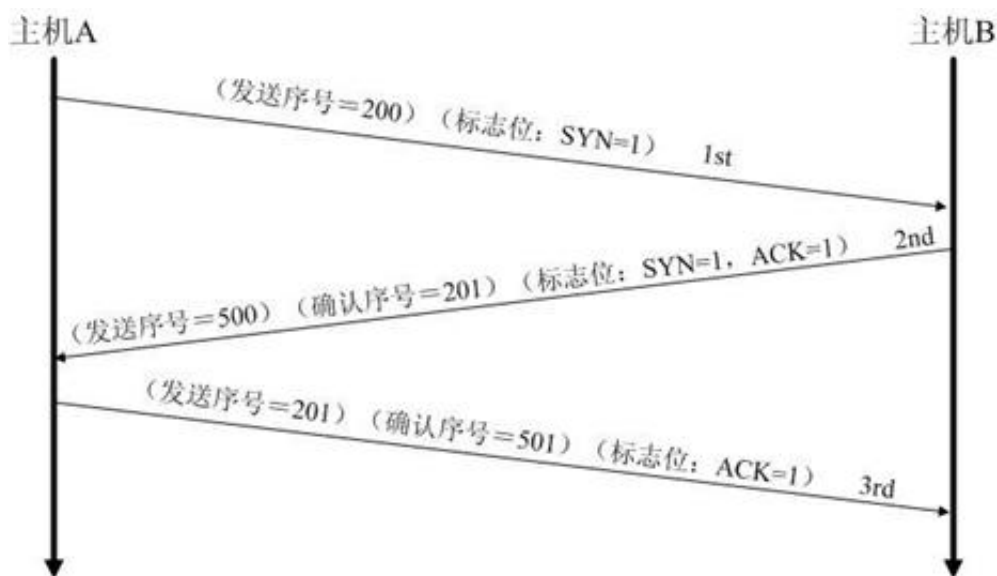 主机A
主机B
（发送序号＝200）（标志位：SYN=1） 1st
（发送序号＝500）（确认序号＝201）（标志位：SYN=1，ACK=1） 2nd
（发送序号＝201）（确认序号＝501）（标志位：ACK=1） 3rd